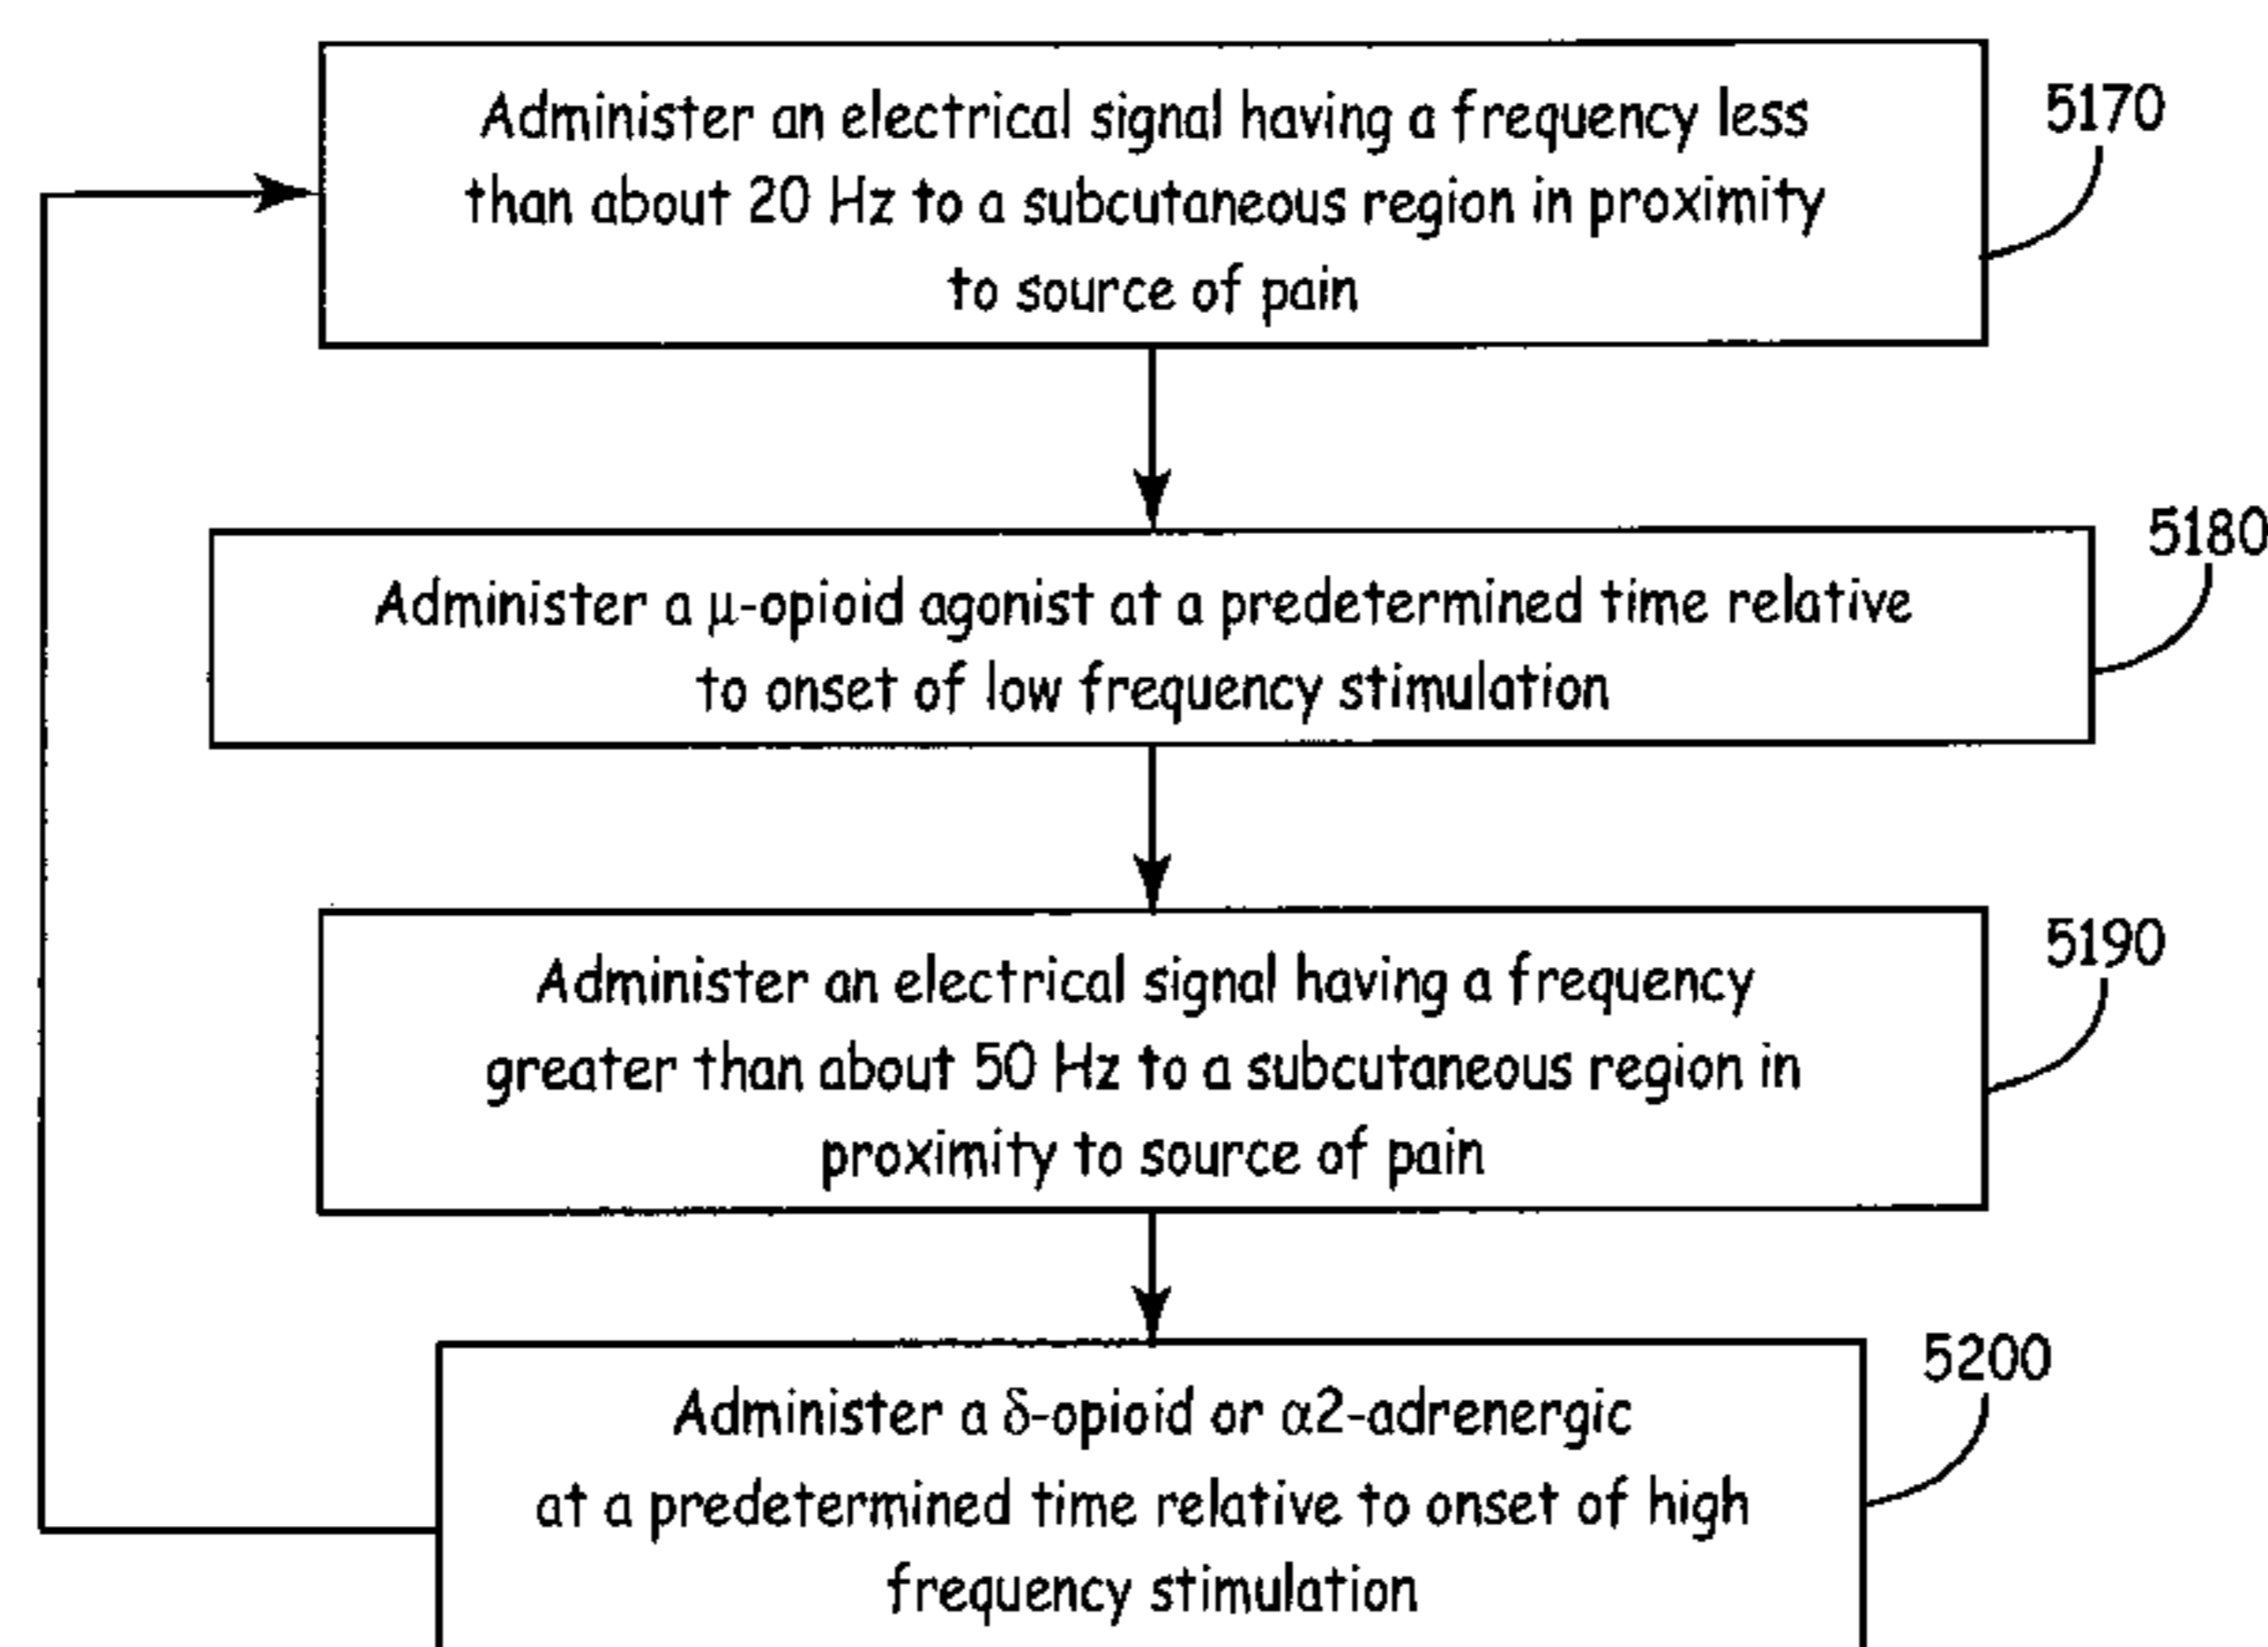 Administer an electrical signal having a frequency less
than about 20 Hz to a subcutaneous region in proximity
to source of pain
5170
Administer a μ-opioid agonist at a predetermined time relative
to onset of low frequency stimulation
5180
Administer an electrical signal having a frequency
greater than about 50 Hz to a subcutaneous region in
proximity to source of pain
5190
Administer a δ-opioid or α2-adrenergic
at a predetermined time relative to onset of high
frequency stimulation
5200